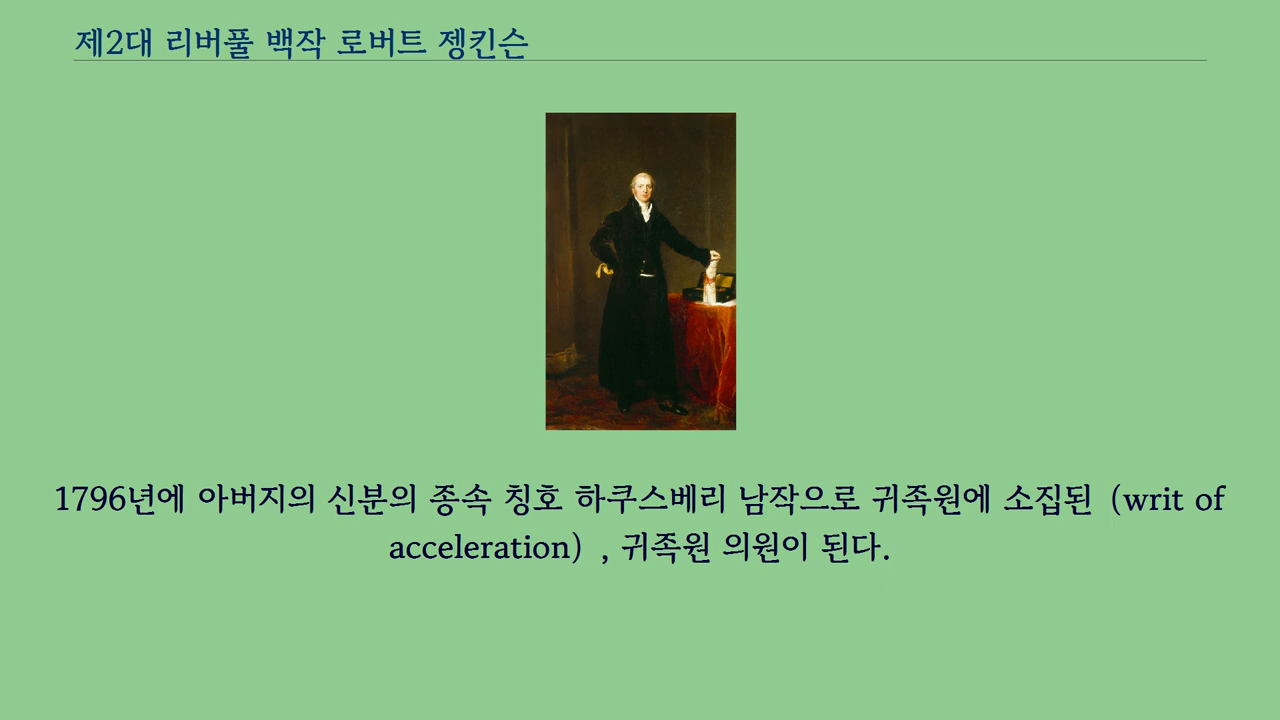 제2대 리버풀 백작 로버트 젱킨슨
1796년에 아버지의 신분의 종속 칭호 하쿠스베리 남작으로 귀족원에 소집된（writ of
acceleration）, 귀족원 의원이 된다.